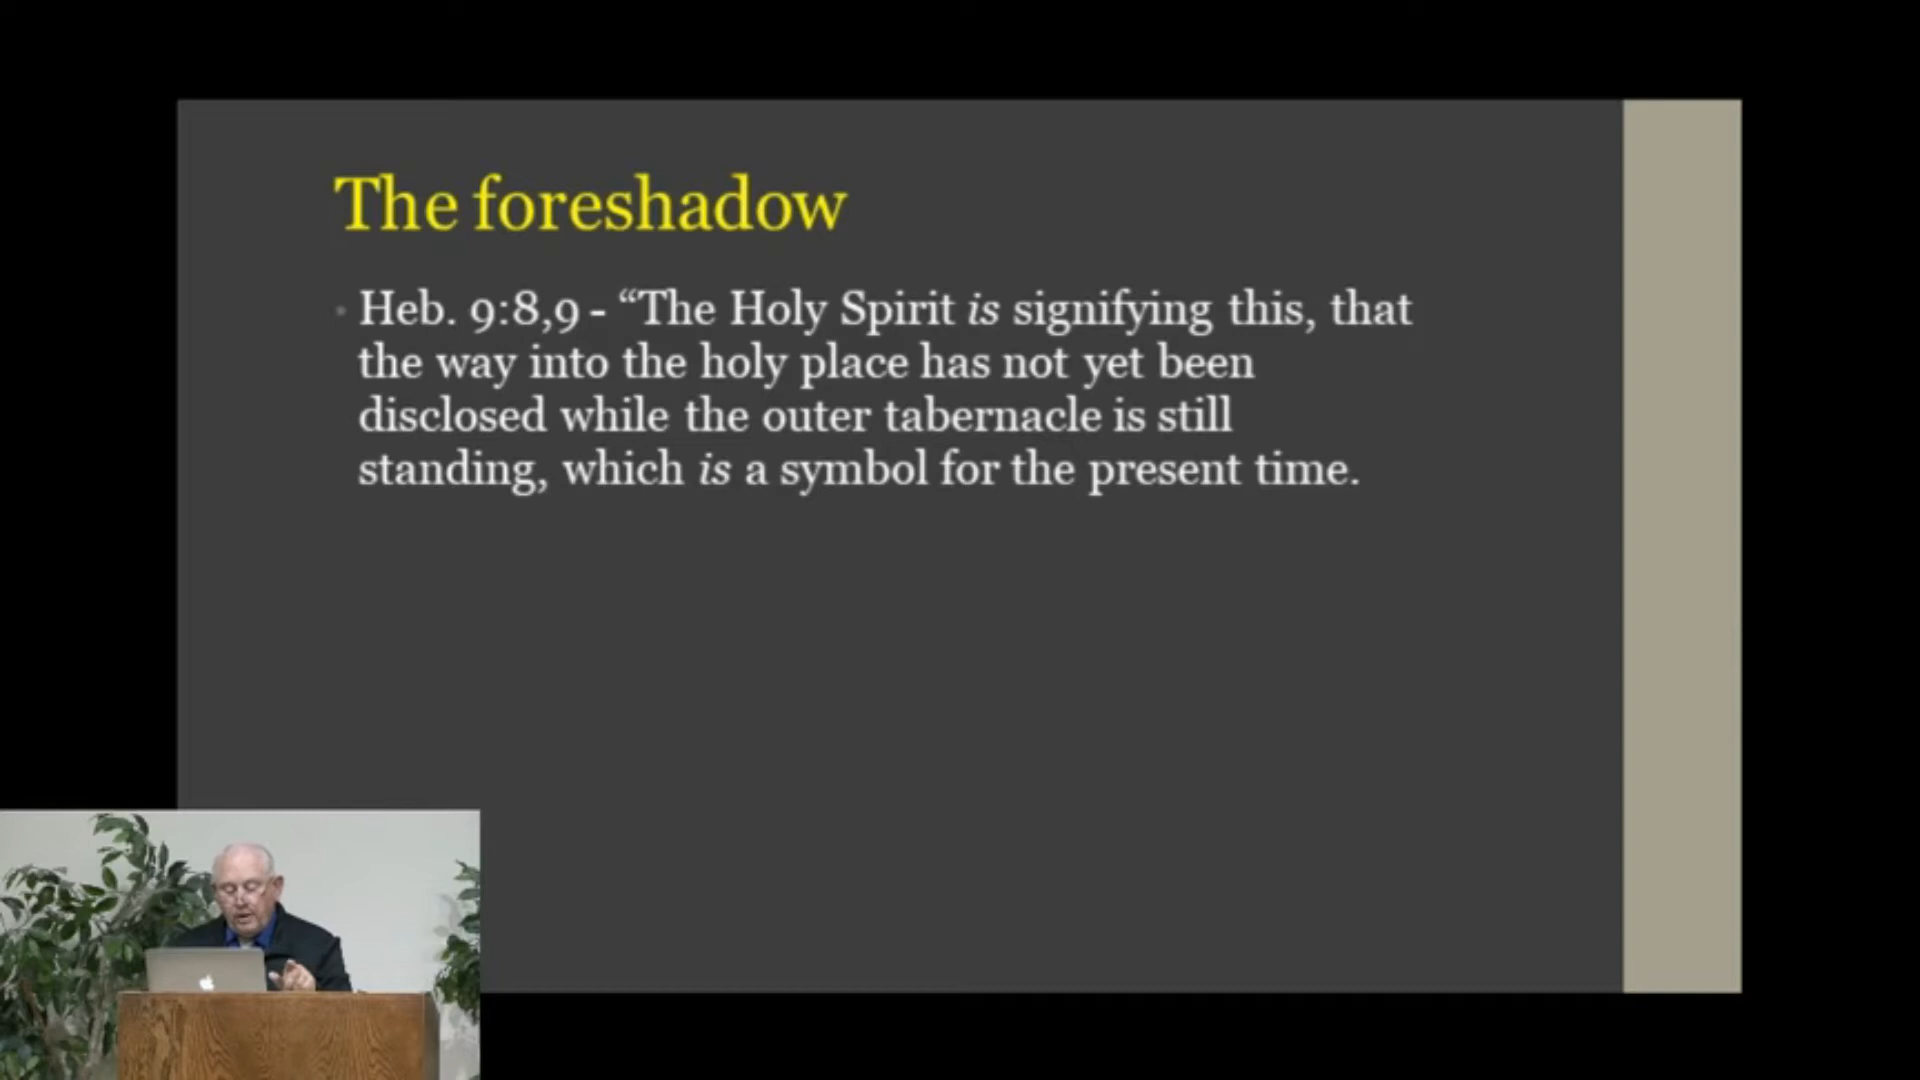 The foreshadow
• Heb. 9:8,9 - “The Holy Spirit is signifying this, that
the way into the holy place has not yet been
disclosed while the outer tabernacle is still
standing, which is a symbol for the present time.